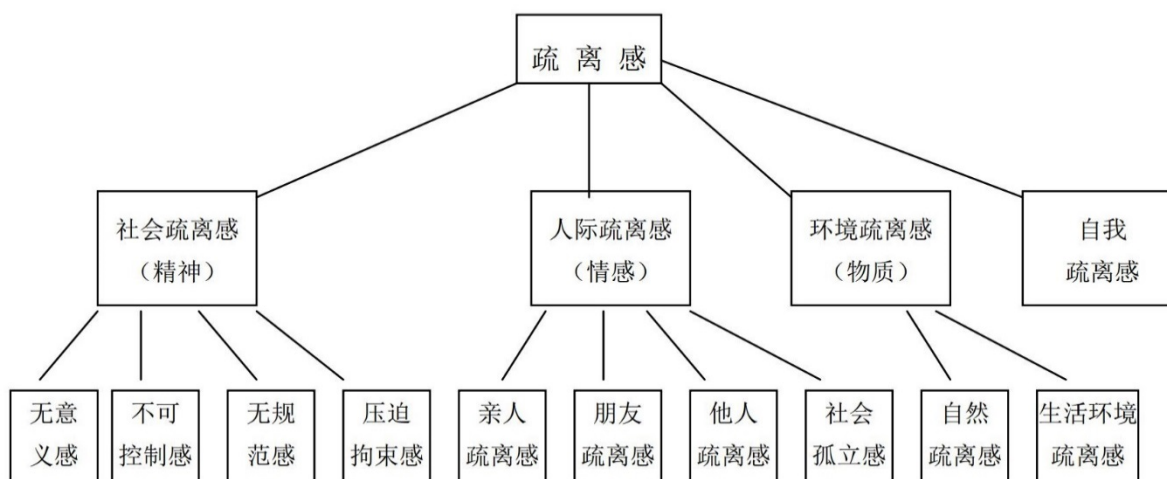 疏 离 感
社会疏离感
（精神）
人际疏离感
（情感）
环境疏离感
（物质）
自我
疏离感
无意
义感
不可
控制感
无规
范感
压迫
拘束感
亲人
疏离感
朋友
疏离感
他人
疏离感
社会
孤立感
自然
疏离感
生活环境
疏离感